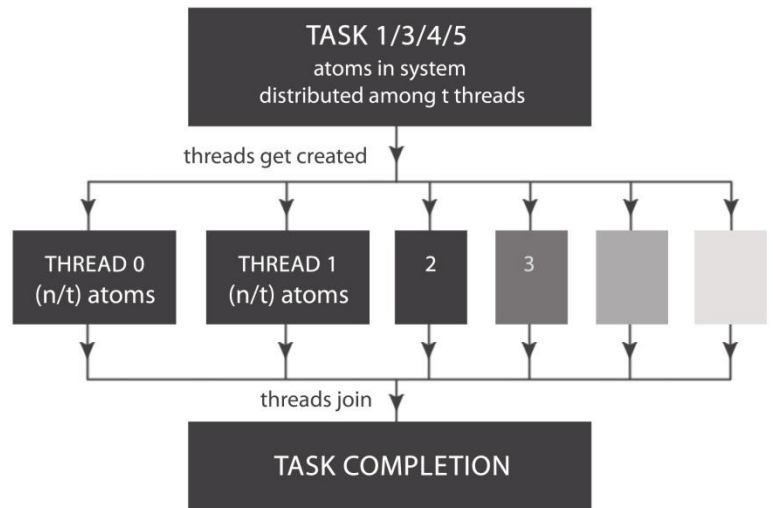 TASK 1/3/4/5
atoms in system
distributed among t threads
threads get created
THREAD 0
(n/t) atoms
THREAD 1
(n/t) atoms
2
3
threads join
TASK COMPLETION